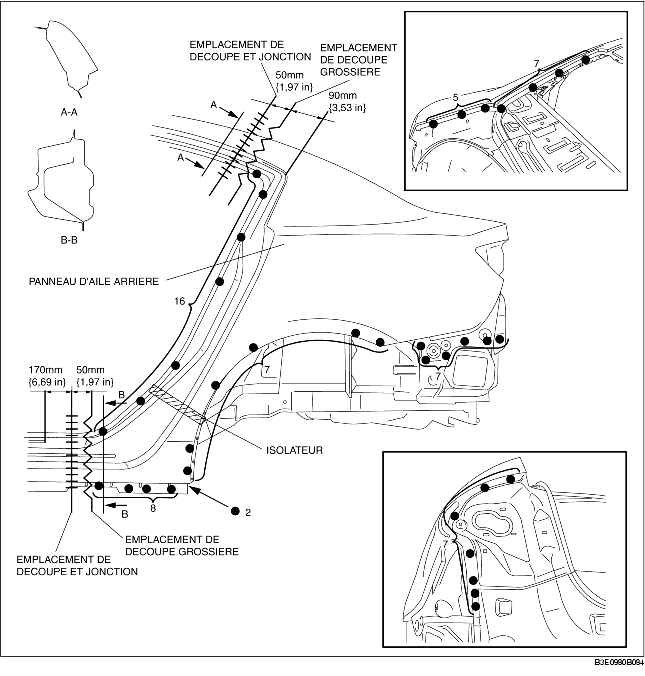 EMPLACEMENT DE
DECOUPE ET JONCTION
EMPLACEMENT
DE DECOUPE
GROSSIERE
50mm
{1,97 in}
90mm
{3,53 in}
A
A
A-A
B-B
7
5
PANNEAU D'AILE ARRIERE
16
170mm
{6,69 in}
50mm
{1,97 in}
B
7
7
ISOLATEUR
B
8
2
EMPLACEMENT DE
DECOUPE GROSSIERE
EMPLACEMENT DE
DECOUPE ET JONCTION
7
B3E0980B084